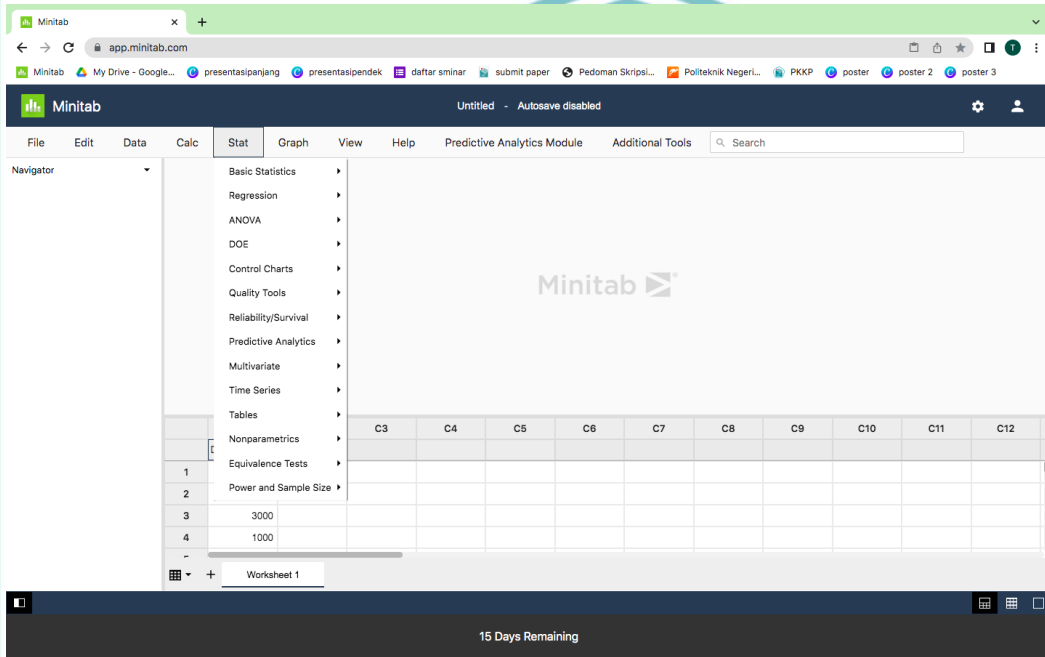 Minitab
app.minitab.com
Minitab My Drive - Google... presentasipanjang presentasipendek daftar sminar submit paper Pedoman Skripsi... Politeknik Negeri... PKKP poster poster 2 poster 3
Minitab Untitled - Autosave disabled
File Edit Data Calc Stat Graph View Help Predictive Analytics Module Additional Tools Search
Navigator
Basic Statistics
Regression
ANOVA
DOE
Control Charts
Quality Tools
Reliability/Survival
Predictive Analytics
Multivariate
Time Series
Tables
Nonparametrics
Equivalence Tests
Power and Sample Size
Minitab
C3 C4 C5 C6 C7 C8 C9 C10 C11 C12
1
2
3 3000
4 1000
Worksheet 1
15 Days Remaining